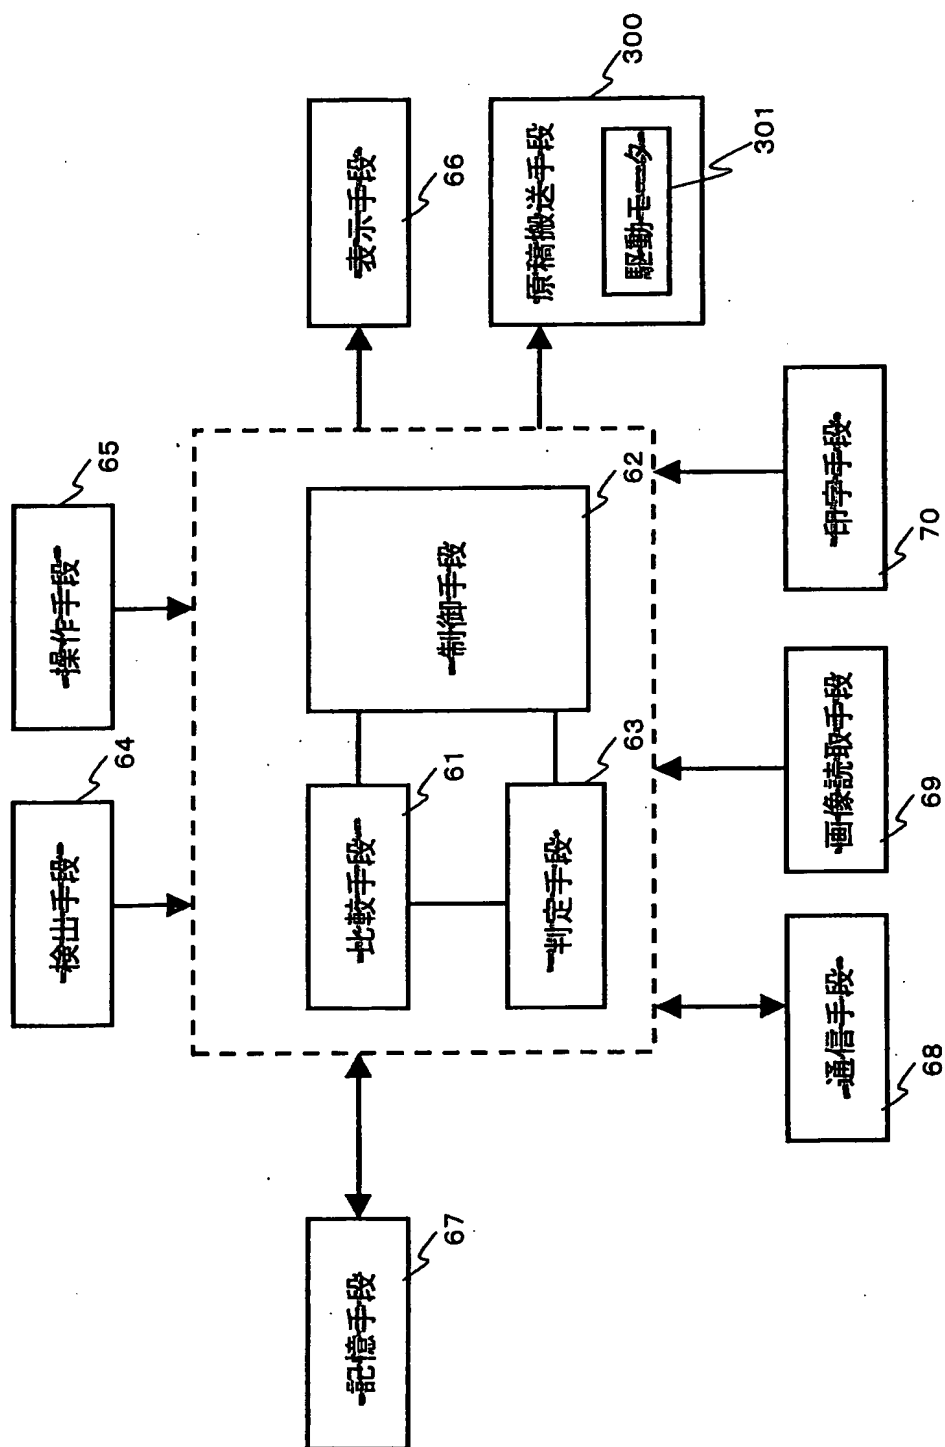 検出手段
64
操作手段
65
記憶手段
67
比較手段
61
制御手段
62
判定手段
63
表示手段
66
原稿搬送手段
300
駆動モータ
301
通信手段
68
画像読取手段
69
印字手段
70